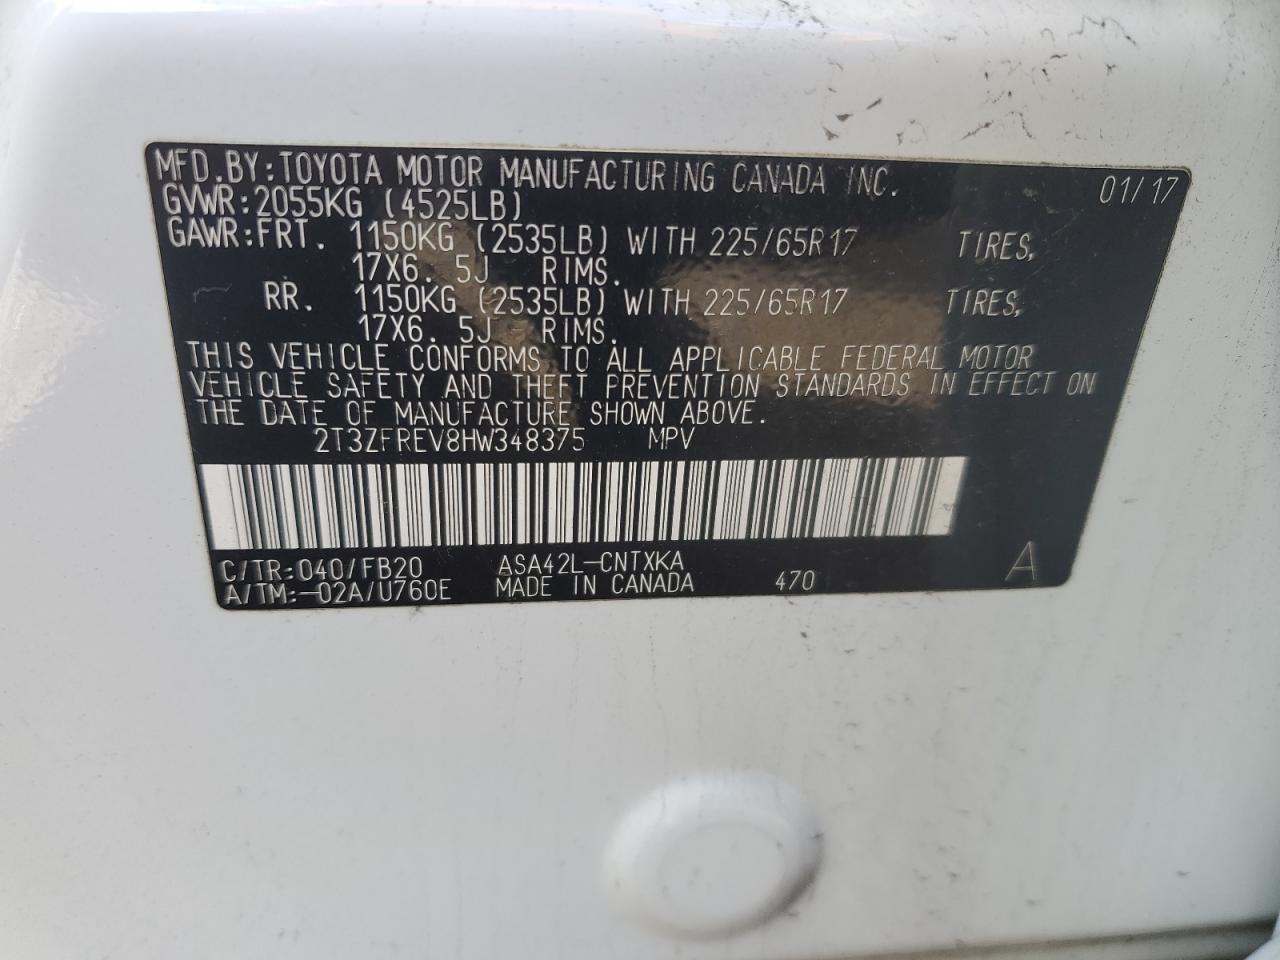 MFD.BY:TOYOTA MOTOR MANUFACTURING CANADA INC. 01/17
GVWR:2055KG (4525LB)
GAWR:FRT. 1150KG (2535LB) WITH 225/65R17 TIRES,
17X6. 5J RIMS.
RR. 1150KG (2535LB) WITH 225/65R17 TIRES,
17X6. 5J RIMS.
THIS VEHICLE CONFORMS TO ALL APPLICABLE FEDERAL MOTOR
VEHICLE SAFETY AND THEFT PREVENTION STANDARDS IN EFFECT ON
THE DATE OF MANUFACTURE SHOWN ABOVE.
2T3ZFREV8HW348375 MPV
C/TR:040/FB20 ASA42L-CNTXKA
A/TM:-02A/U760E MADE IN CANADA 470 A